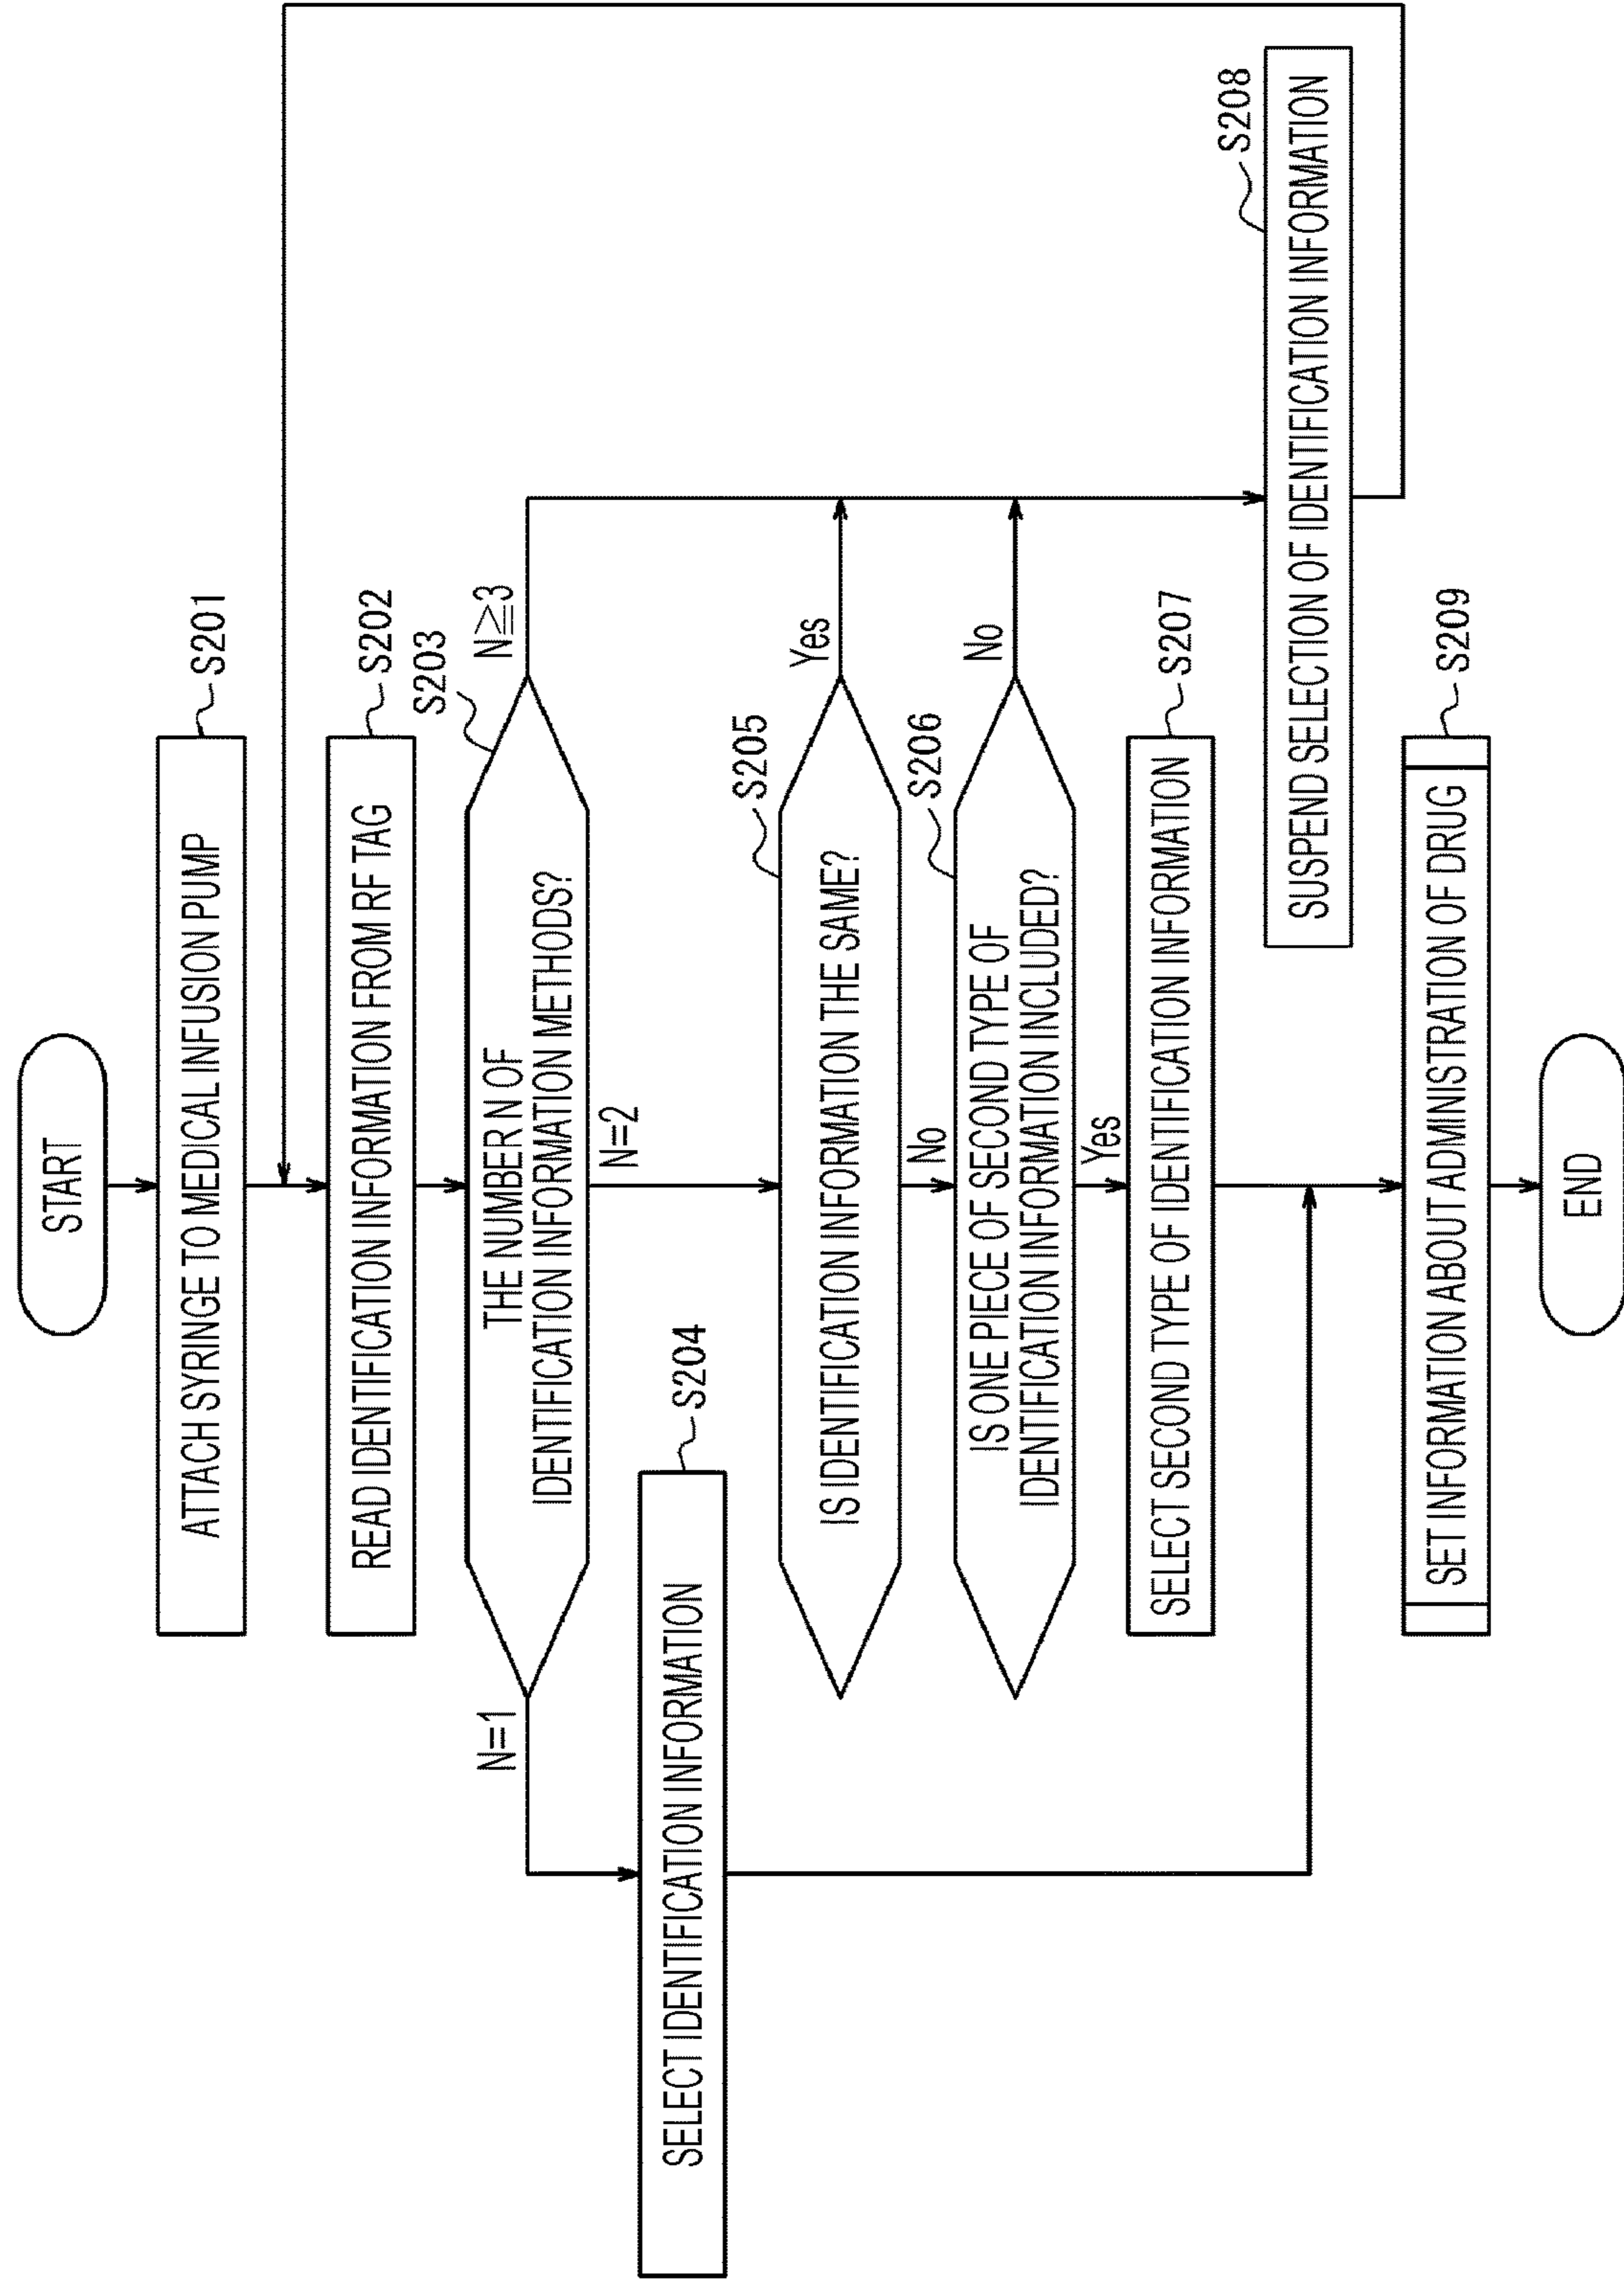 START
ATTACH SYRINGE TO MEDICAL INFUSION PUMP
S201
READ IDENTIFICATION INFORMATION FROM RF TAG
S202
S203
THE NUMBER N OF
IDENTIFICATION INFORMATION METHODS?
N=1
N≧3
N=2
SELECT IDENTIFICATION INFORMATION
S204
S205
IS IDENTIFICATION INFORMATION THE SAME?
Yes
No
S206
IS ONE PIECE OF SECOND TYPE OF
IDENTIFICATION INFORMATION INCLUDED?
No
Yes
SELECT SECOND TYPE OF IDENTIFICATION INFORMATION
S207
S208
SUSPEND SELECTION OF IDENTIFICATION INFORMATION
SET INFORMATION ABOUT ADMINISTRATION OF DRUG
S209
END